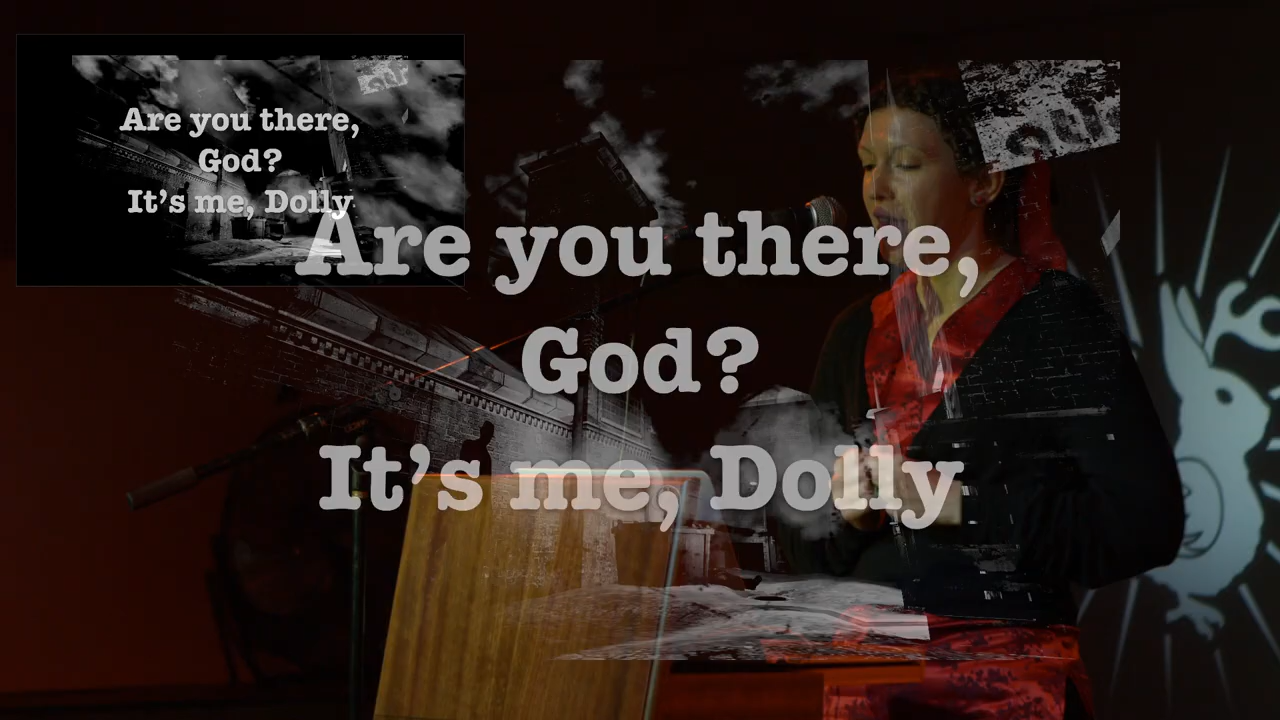 Are you there,
God?
It's me, Dolly
Are you there,
God?
It's me, Dolly